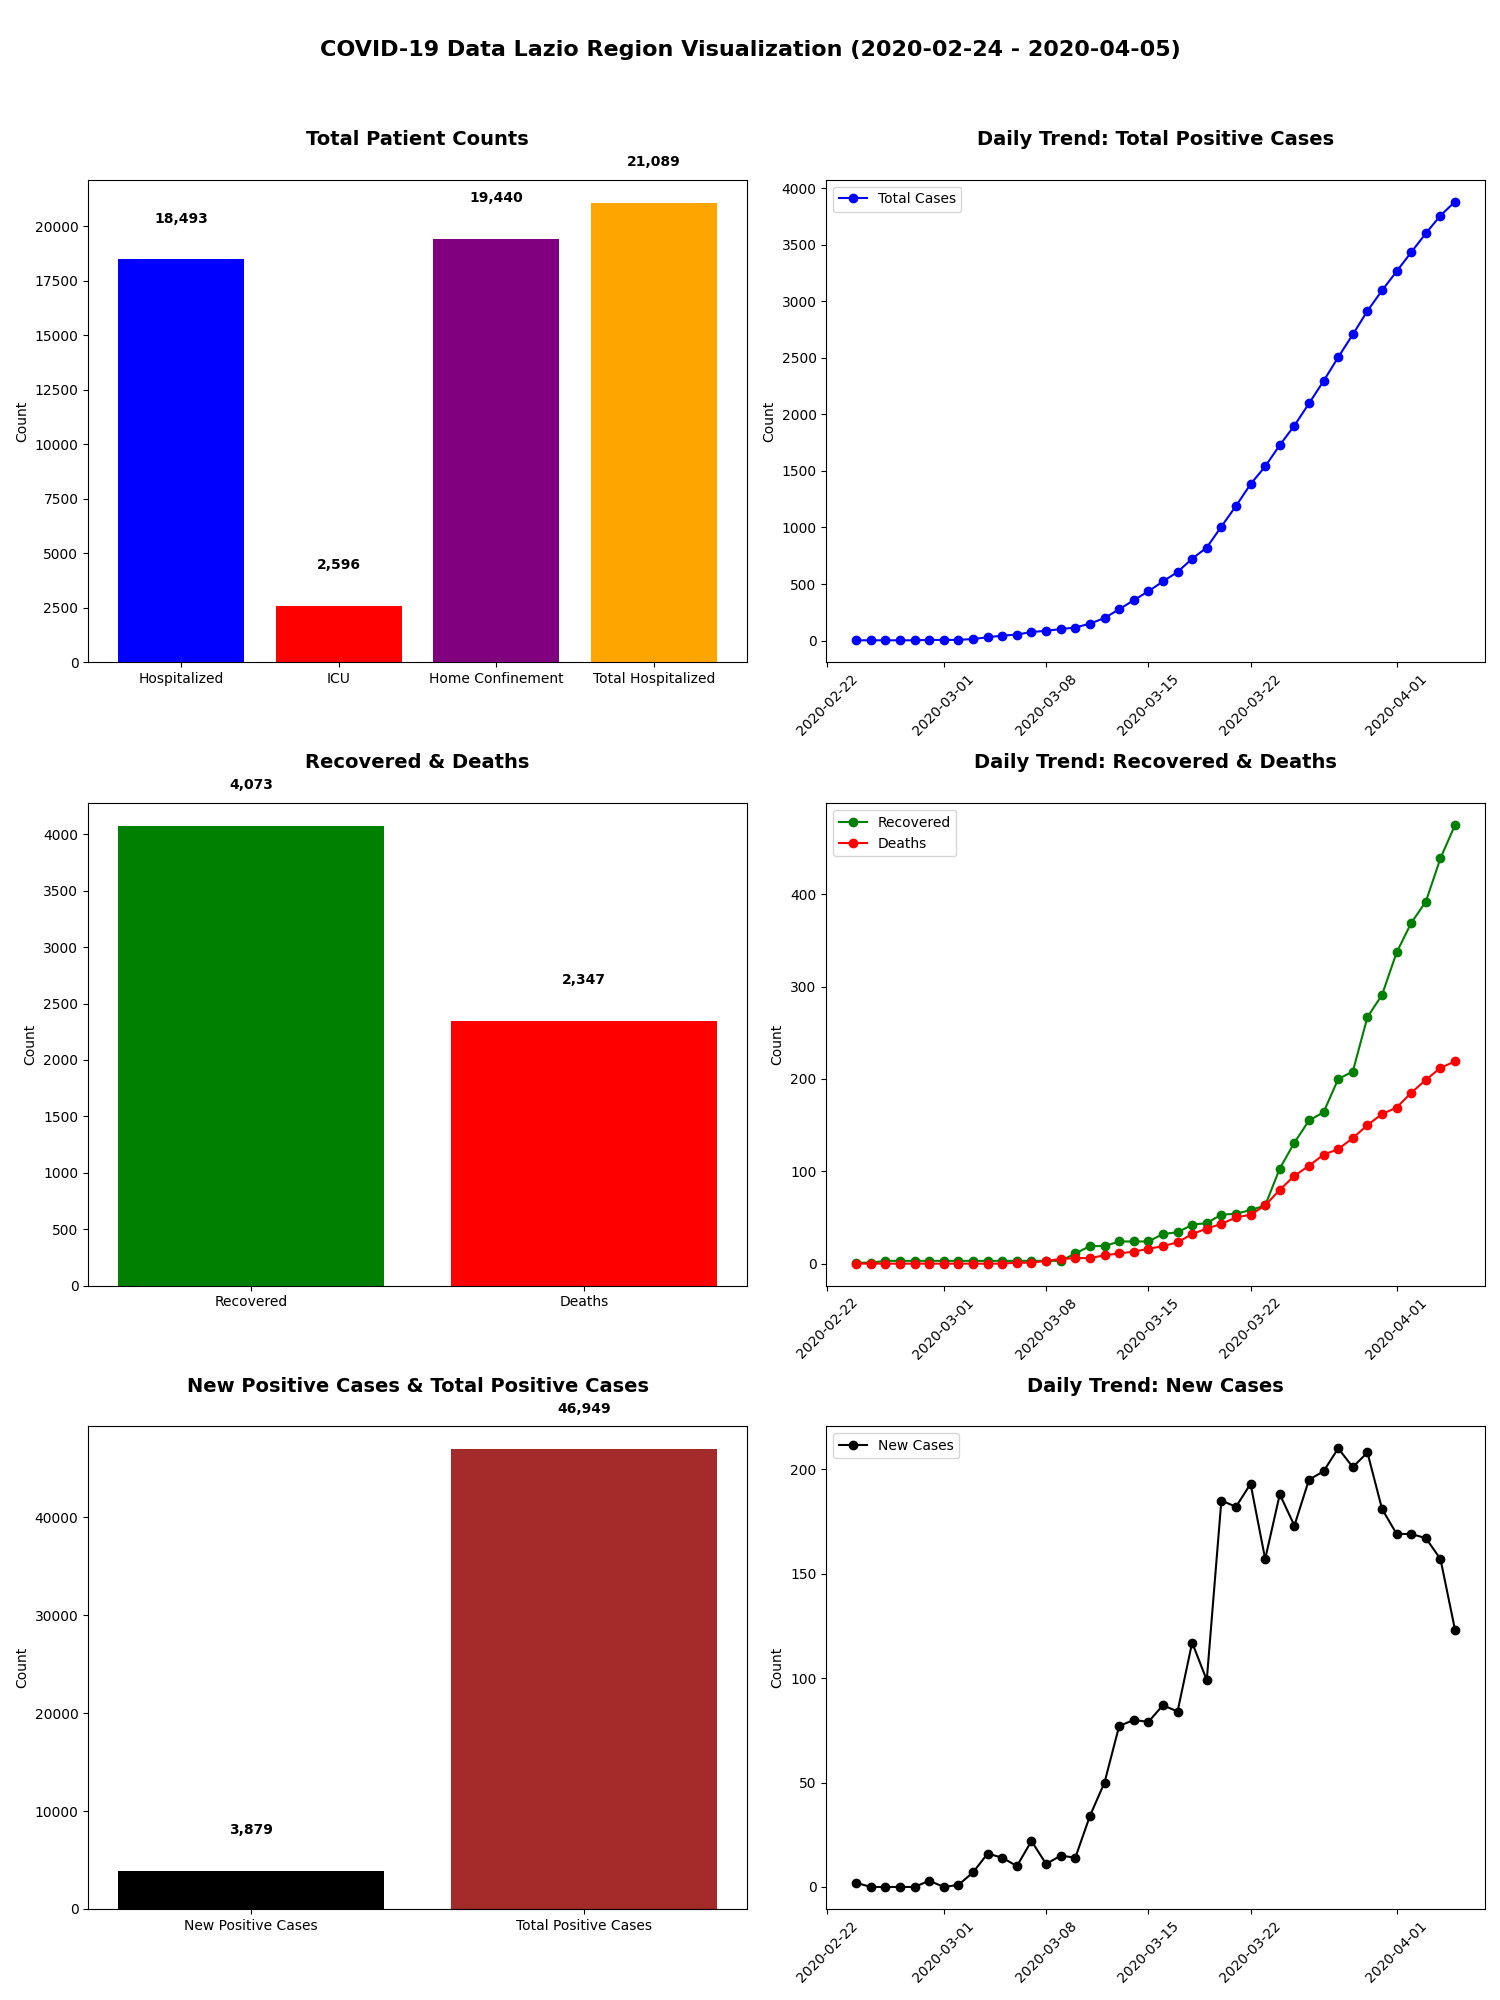 COVID-19 Data Lazio Region Visualization (2020-02-24 - 2020-04-05)
Total Patient Counts
21,089
19,440
18,493
2,596
20000
17500
15000
12500
10000
7500
5000
2500
0
Count
Hospitalized
ICU
Home Confinement
Total Hospitalized
Daily Trend: Total Positive Cases
Total Cases
4000
3500
3000
2500
2000
1500
1000
500
0
Count
2020-02-22
2020-03-01
2020-03-08
2020-03-15
2020-03-22
2020-04-01
Recovered & Deaths
4,073
2,347
4000
3500
3000
2500
2000
1500
1000
500
0
Count
Recovered
Deaths
Daily Trend: Recovered & Deaths
Recovered
Deaths
400
300
200
100
0
Count
2020-02-22
2020-03-01
2020-03-08
2020-03-15
2020-03-22
2020-04-01
New Positive Cases & Total Positive Cases
46,949
3,879
40000
30000
20000
10000
0
Count
New Positive Cases
Total Positive Cases
Daily Trend: New Cases
New Cases
200
150
100
50
0
Count
2020-02-22
2020-03-01
2020-03-08
2020-03-15
2020-03-22
2020-04-01